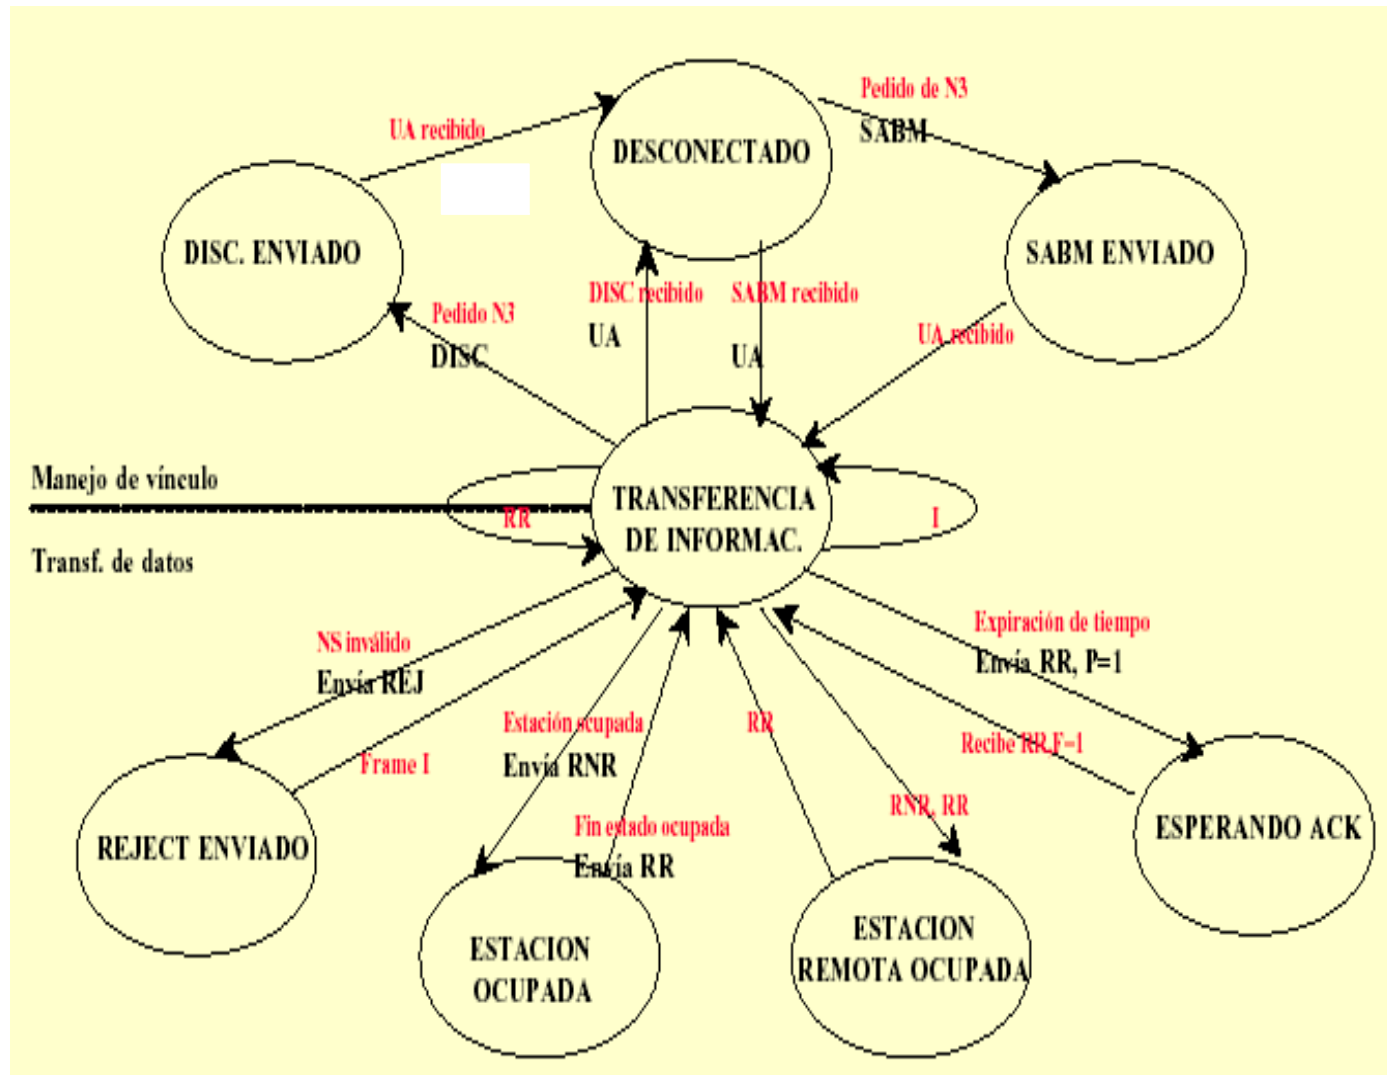 Pedido de N3
SABM
UA recibido
DESCONECTADO
DISC. ENVIADO
SABM ENVIADO
DISC recibido
SABM recibido
Pedido N3
UA
UA recibido
DISC
UA
Manejo de vínculo
TRANSFERENCIA
DE INFORMAC.
RR
I
Transf. de datos
Expiración de tiempo
Envía RR, P=1
NS inválido
Envía REJ
Estación ocupada
RR
Recibe RR,F=1
Frame I
Envía RNR
RNR, RR
Fin estado ocupada
Envía RR
REJECT ENVIADO
ESPERANDO ACK
ESTACION
OCUPADA
ESTACION
REMOTA OCUPADA